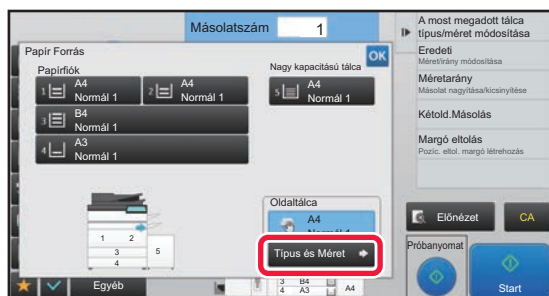 Másolatszám 1
A most megadott tálca
típus/méret módosítása
Papír Forrás
OK
Eredeti
Méret/irány módosítása
Papírfiók
Nagy kapacitású tálca
1 A4
Normál 1
2 A4
Normál 1
5 A4
Normál 1
Méretarány
Másolat nagyítása/kicsinyítése
3 B4
Normál 1
Kétold.Másolás
4 A3
Normál 1
Margó eltolás
Pozíc. eltol. margó létrehozás
Oldaltálca
A4
Normál 1
Típus és Méret
1 2
3
4
5
Előnézet
CA
Próbanyomat
Start
Egyéb
3 B4
4 A3
A4